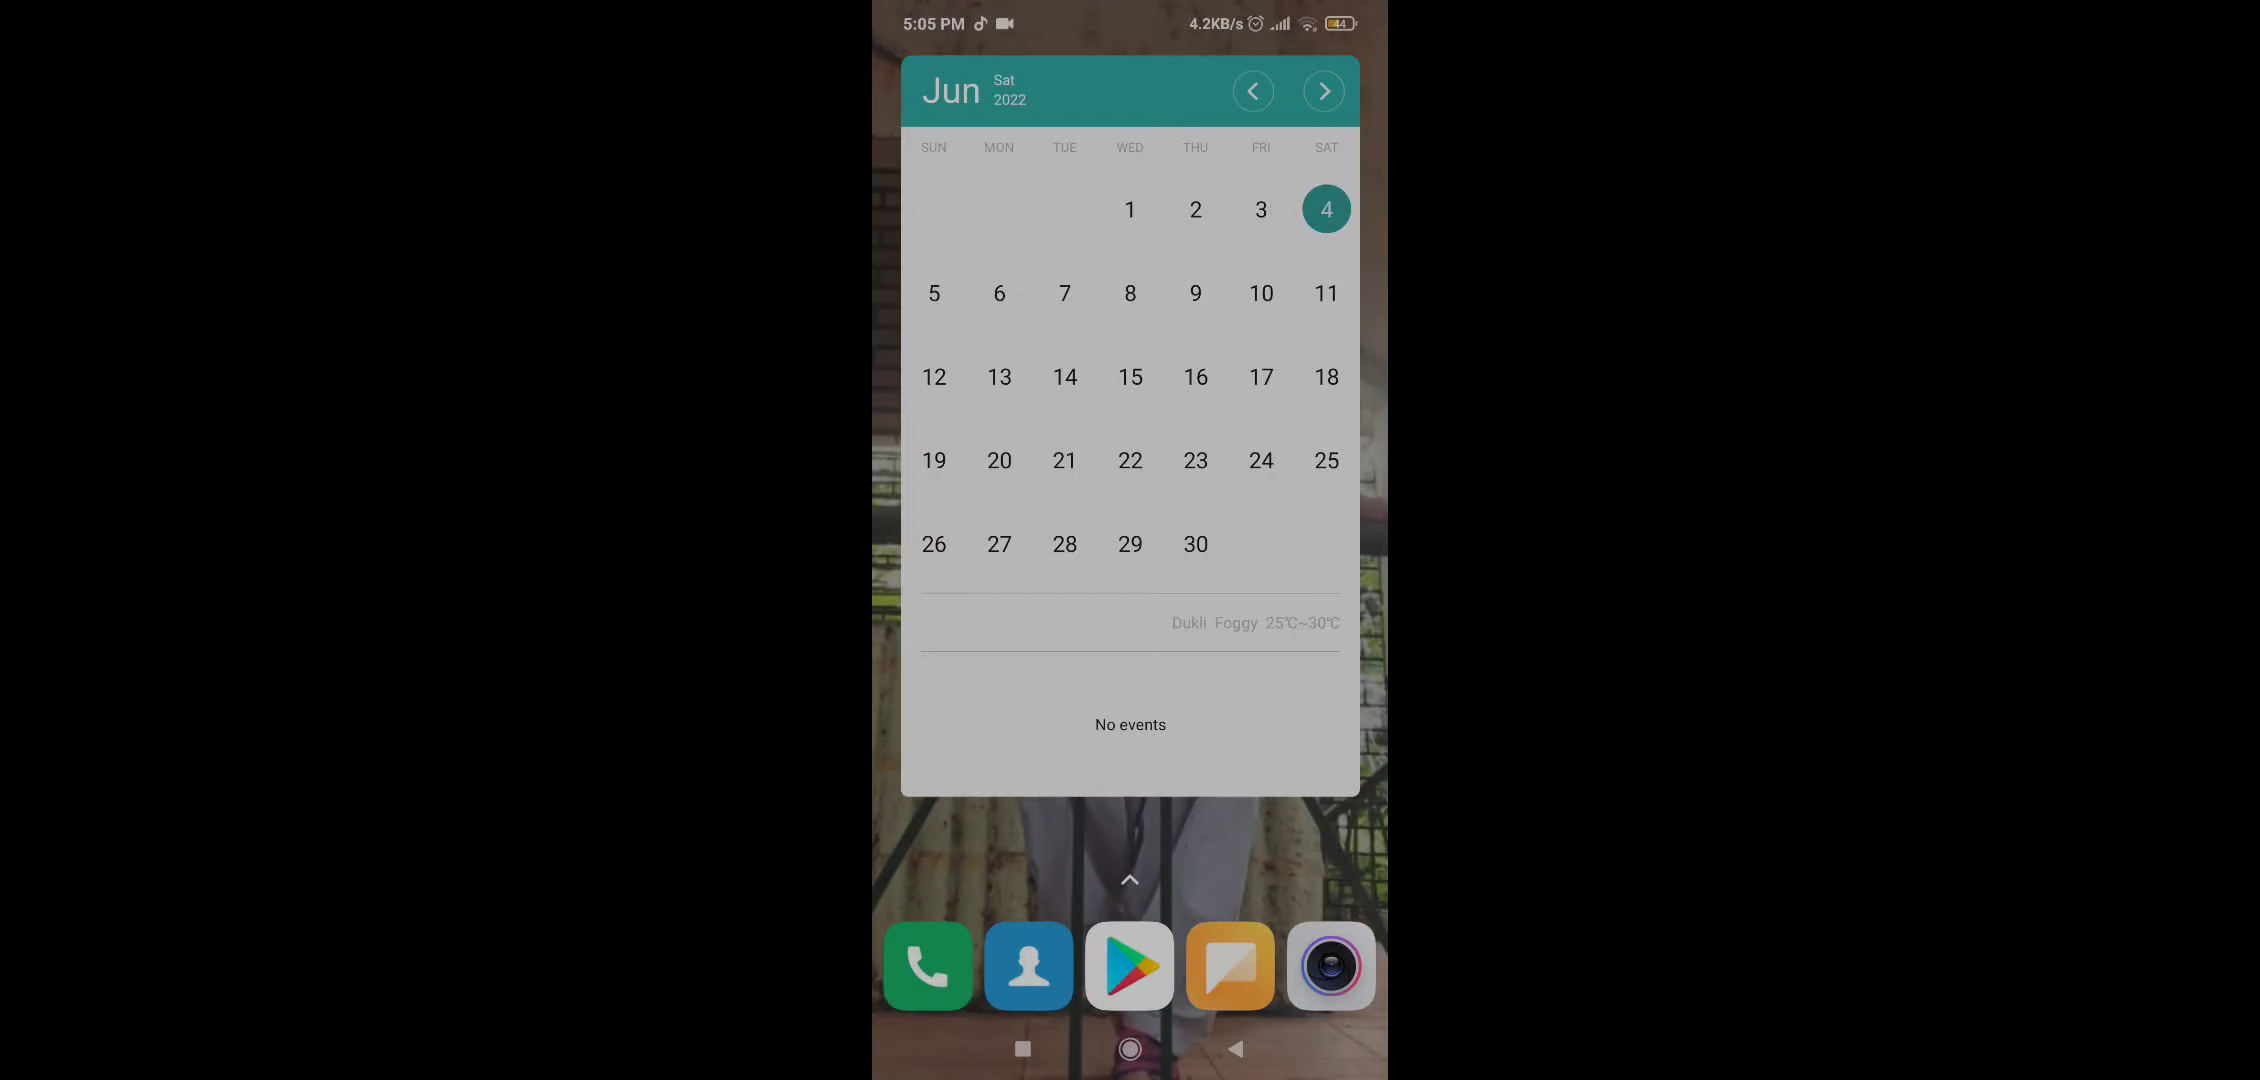 5:05 PM 4.2KB/s 44
Jun Sat
2022
SUN MON TUE WED THU FRI SAT
1 2 3 4
5 6 7 8 9 10 11
12 13 14 15 16 17 18
19 20 21 22 23 24 25
26 27 28 29 30
Dukli Foggy 25℃~30℃
No events